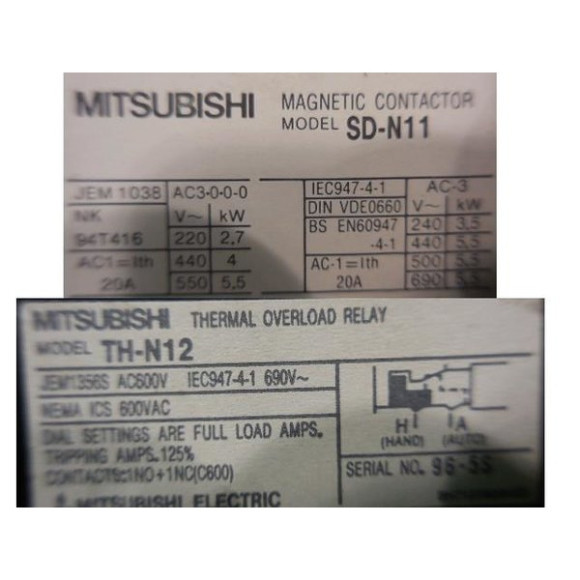 MITSUBISHI MAGNETIC CONTACTOR
MODEL SD-N11
JEM 1038 AC3-0-0-0 IEC947-4-1 AC-3
NK V~ kW DIN VDE0660 V~ kW
94T416 220 2,7 BS EN60947 240 3,5
-4-1 440 5,5
AC1=Ith 440 4 AC-1=Ith 500 5,5
20A 550 5,5 20A 690 5,5
MITSUBISHI THERMAL OVERLOAD RELAY
MODEL TH-N12
JEM1356S AC600V IEC947-4-1 690V~
NEMA ICS 600VAC
DIAL SETTINGS ARE FULL LOAD AMPS.
TRIPPING AMPS.125%
CONTACTS:1NO+1NC(C600)
H A
(HAND) (AUTO)
SERIAL NO. 96-5S
MITSUBISHI ELECTRIC